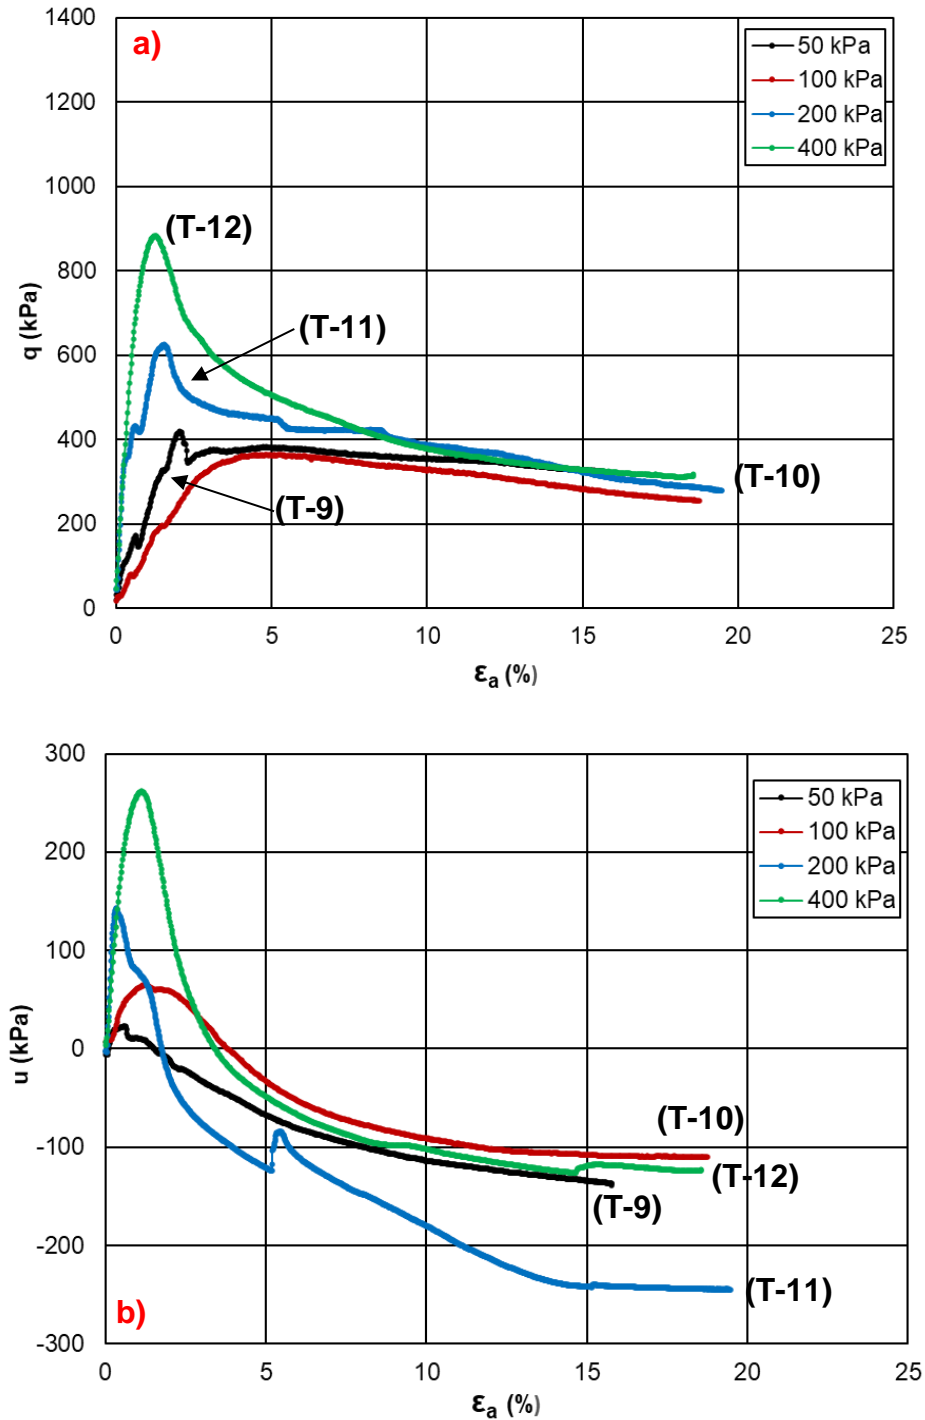 a)
1400
1200
1000
800
600
400
200
0
q (kPa)
50 kPa
100 kPa
200 kPa
400 kPa
(T-12)
(T-11)
(T-10)
(T-9)
0 5 10 15 20 25
εa (%)
300
200
100
0
-100
-200
-300
u (kPa)
50 kPa
100 kPa
200 kPa
400 kPa
(T-10)
(T-12)
(T-9)
(T-11)
b)
0 5 10 15 20 25
εa (%)